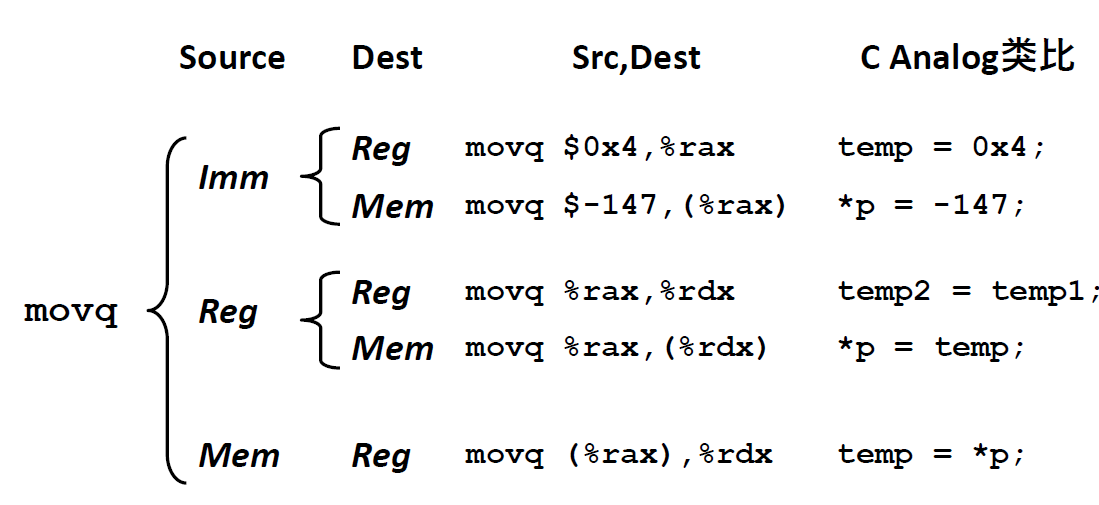 Source Dest Src,Dest C Analog类比
Reg movq $0x4,%rax temp = 0x4;
Imm
Mem movq $-147,(%rax) *p = -147;
Reg movq %rax,%rdx temp2 = temp1;
movq Reg
Mem movq %rax,(%rdx) *p = temp;
Mem Reg movq (%rax),%rdx temp = *p;